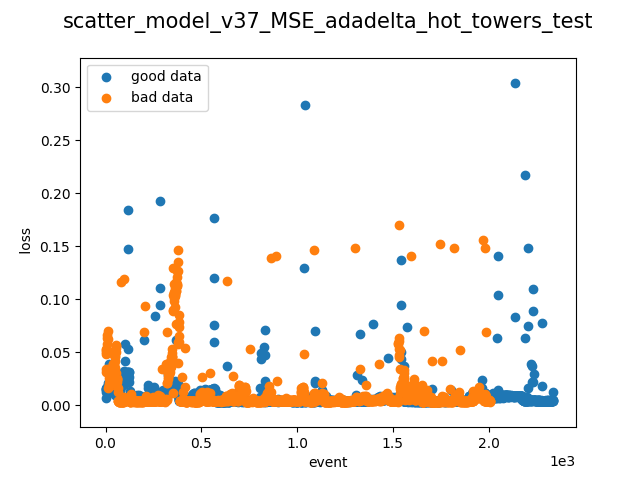 scatter_model_v37_MSE_adadelta_hot_towers_test
good data
bad data
0.30
0.25
0.20
0.15
0.10
0.05
0.00
loss
0.0
0.5
1.0
1.5
2.0
1e3
event